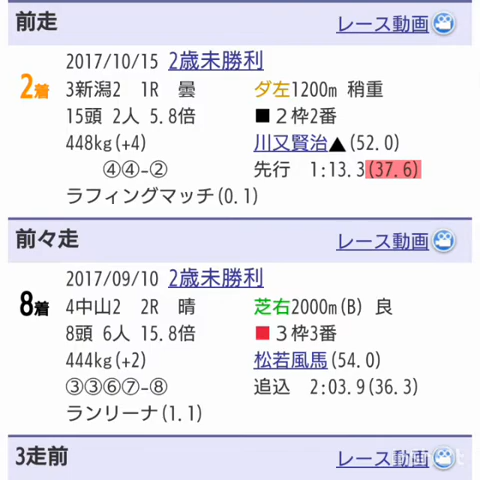 前走 レース動画
2017/10/15 2歳未勝利
2着 3新潟2 1R 曇 ダ左1200m 稍重
15頭 2人 5.8倍 ■2枠2番
448kg(+4) 川又賢治▲(52.0)
④④-② 先行 1:13.3(37.6)
ラフィングマッチ(0.1)
前々走 レース動画
2017/09/10 2歳未勝利
8着 4中山2 2R 晴 芝右2000m(B) 良
8頭 6人 15.8倍 ■3枠3番
444kg(+2) 松若風馬(54.0)
③③⑥⑦-⑧ 追込 2:03.9(36.3)
ランリーナ(1.1)
3走前 レース動画